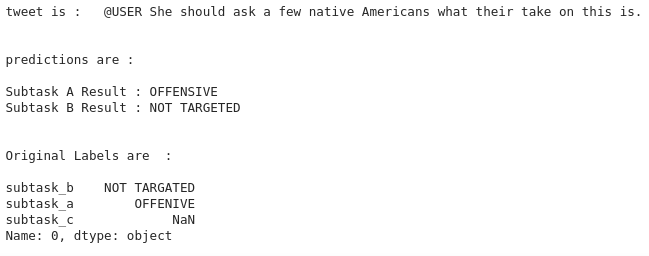 tweet is :   @USER She should ask a few native Americans what their take on this is.
predictions are :
Subtask A Result : OFFENSIVE
Subtask B Result : NOT TARGETED
Original Labels are  :
subtask_b    NOT TARGATED
subtask_a        OFFENIVE
subtask_c             NaN
Name: 0, dtype: object